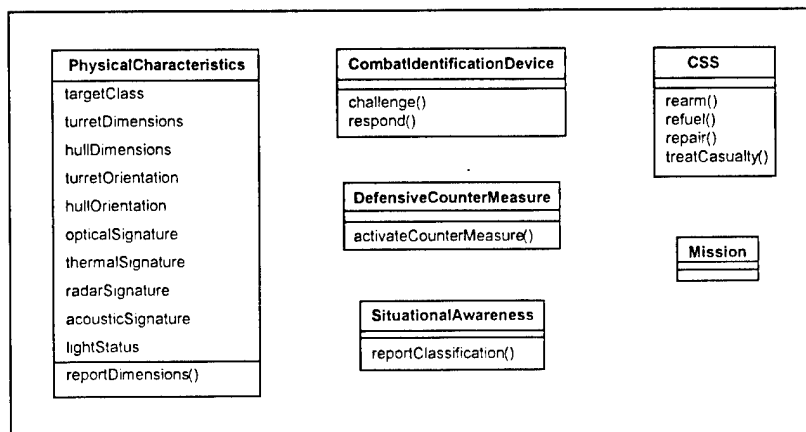 PhysicalCharacteristics
targetClass
turretDimensions
hullDimensions
turretOrientation
hullOrientation
opticalSignature
thermalSignature
radarSignature
acousticSignature
lightStatus
reportDimensions()
CombatIdentificationDevice
challenge()
respond()
DefensiveCounterMeasure
activateCounterMeasure()
SituationalAwareness
reportClassification()
CSS
rearm()
refuel()
repair()
treatCasualty()
Mission